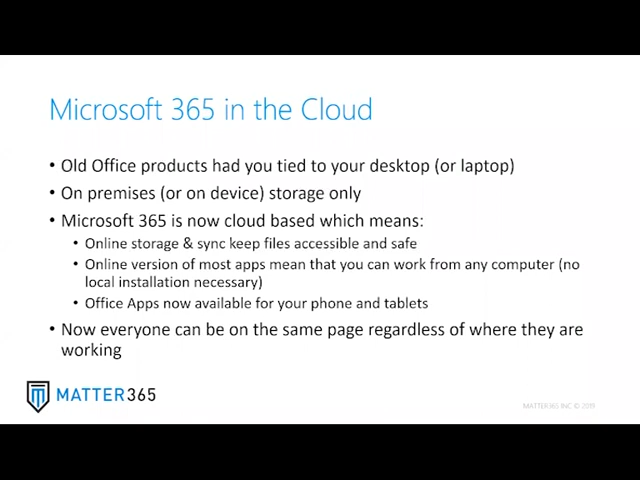 Microsoft 365 in the Cloud
• Old Office products had you tied to your desktop (or laptop)
• On premises (or on device) storage only
• Microsoft 365 is now cloud based which means:
• Online storage & sync keep files accessible and safe
• Online version of most apps mean that you can work from any computer (no
local installation necessary)
• Office Apps now available for your phone and tablets
• Now everyone can be on the same page regardless of where they are
working
MATTER365
MATTER365 INC © 2019